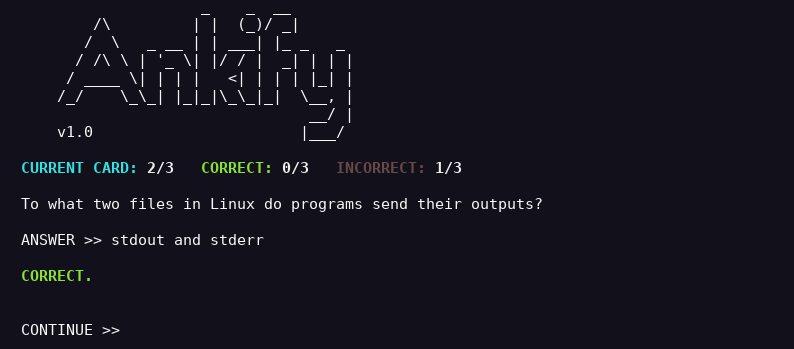 Ankify
v1.0
CURRENT CARD: 2/3 CORRECT: 0/3 INCORRECT: 1/3
To what two files in Linux do programs send their outputs?
ANSWER >> stdout and stderr
CORRECT.
CONTINUE >>